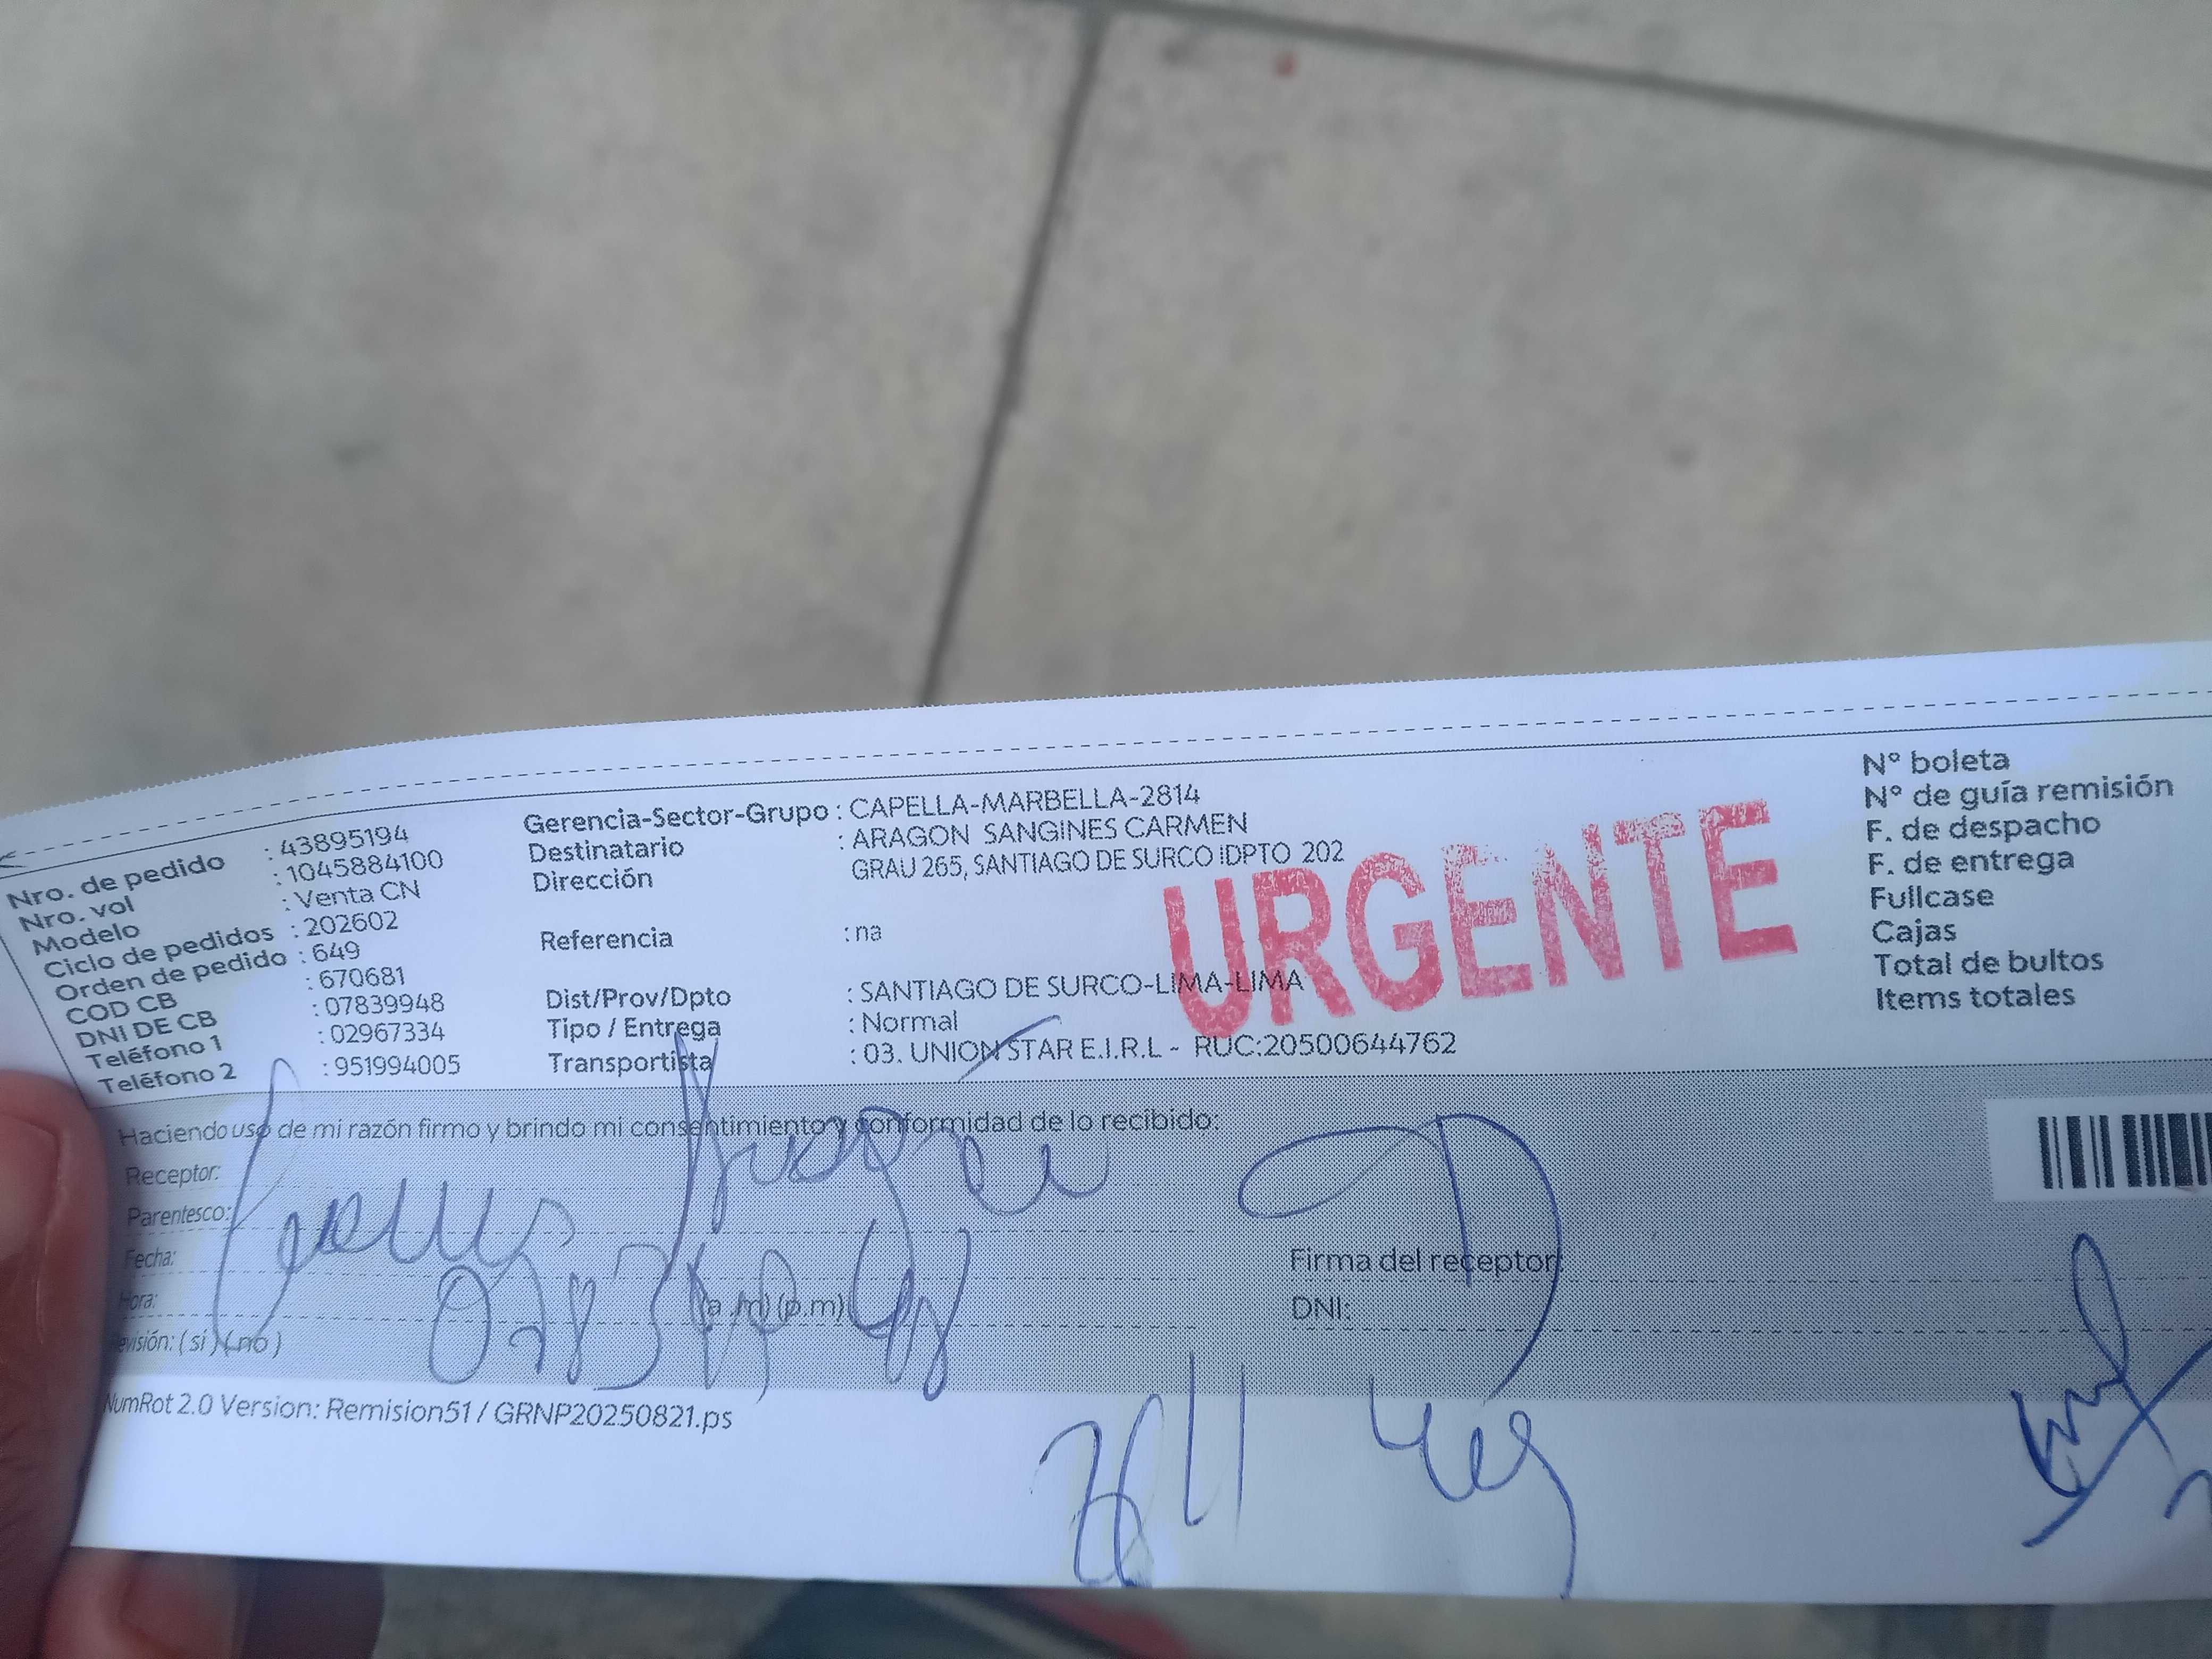 Nro. de pedido : 43895194
Nro. vol : 1045884100
Modelo : Venta CN
Ciclo de pedidos : 202602
Orden de pedido : 649
COD CB : 670681
DNI DE CB : 07839948
Teléfono 1 : 02967334
Teléfono 2 : 951994005
Gerencia-Sector-Grupo : CAPELLA-MARBELLA-2814
Destinatario : ARAGON SANGINES CARMEN
Dirección GRAU 265, SANTIAGO DE SURCO IDPTO 202
Referencia : na
Dist/Prov/Dpto : SANTIAGO DE SURCO-LIMA-LIMA
Tipo / Entrega : Normal
Transportista : 03. UNION STAR E.I.R.L - RUC:20500644762
URGENTE
N° boleta
N° de guía remisión
F. de despacho
F. de entrega
Fullcase
Cajas
Total de bultos
Items totales
Haciendo uso de mi razón firmo y brindo mi consentimiento y conformidad de lo recibido:
Receptor:
Parentesco:
Fecha:
Hora: (a .m) (p.m)
evisión: ( si ) ( no )
07839948
Firma del receptor:
DNI:
NumRot 2.0 Version: Remision51 / GRNP20250821.ps